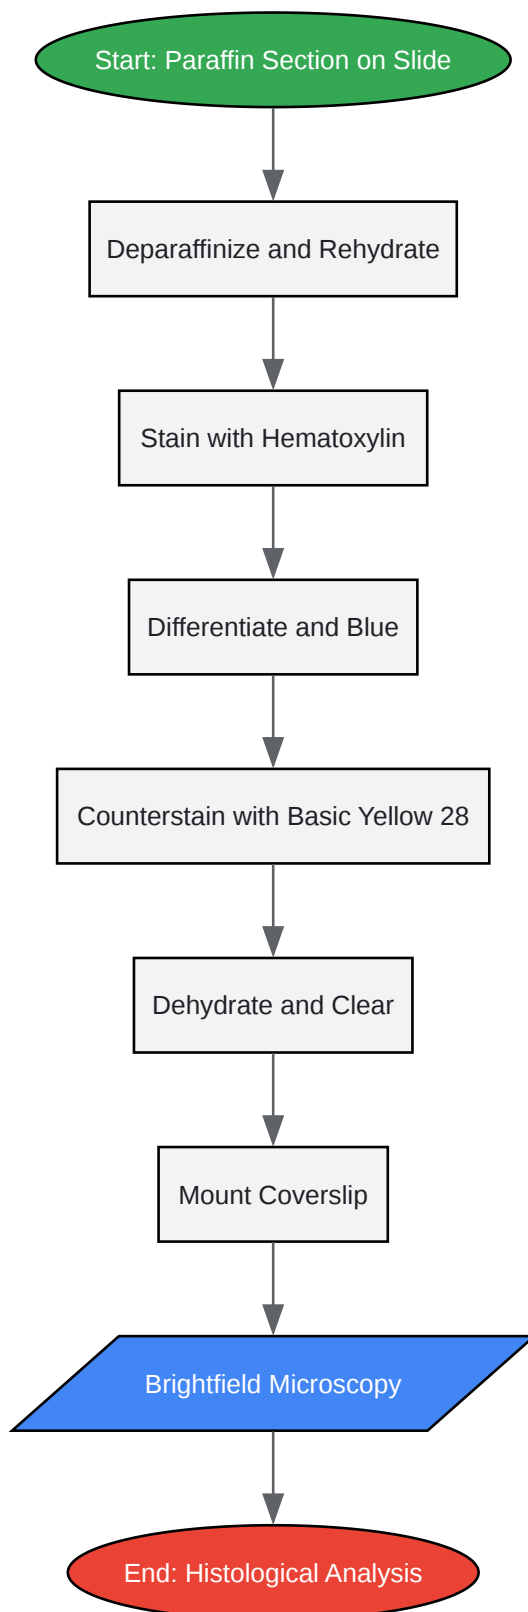 Start: Paraffin Section on Slide
Deparaffinize and Rehydrate
Stain with Hematoxylin
Differentiate and Blue
Counterstain with Basic Yellow 28
Dehydrate and Clear
Mount Coverslip
Brightfield Microscopy
End: Histological Analysis